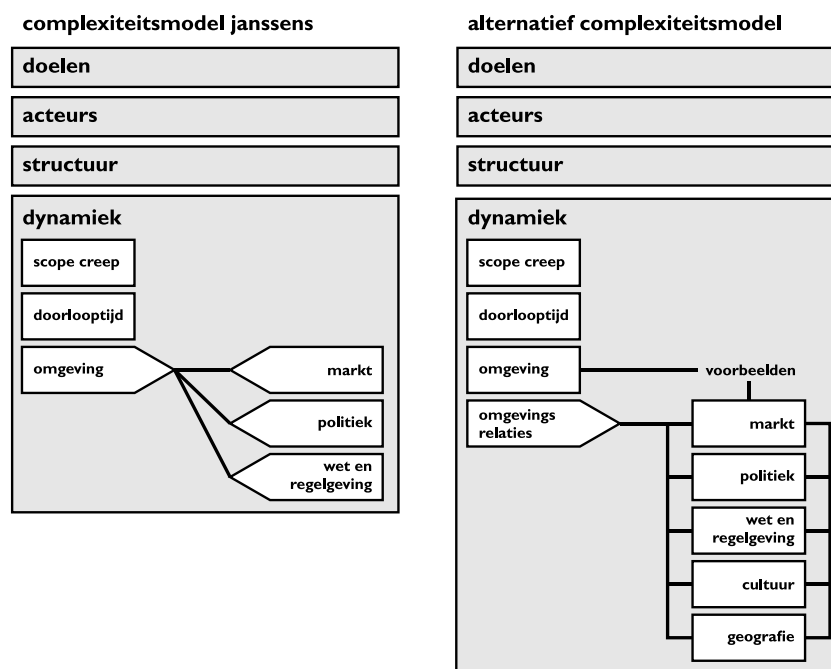 complexiteitsmodel janssens
doelen
acteurs
structuur
dynamiek
scope creep
doorlooptijd
omgeving
markt
politiek
wet en
regelgeving
alternatief complexiteitsmodel
doelen
acteurs
structuur
dynamiek
scope creep
doorlooptijd
omgeving
voorbeelden
omgevings
relaties
markt
politiek
wet en
regelgeving
cultuur
geografie